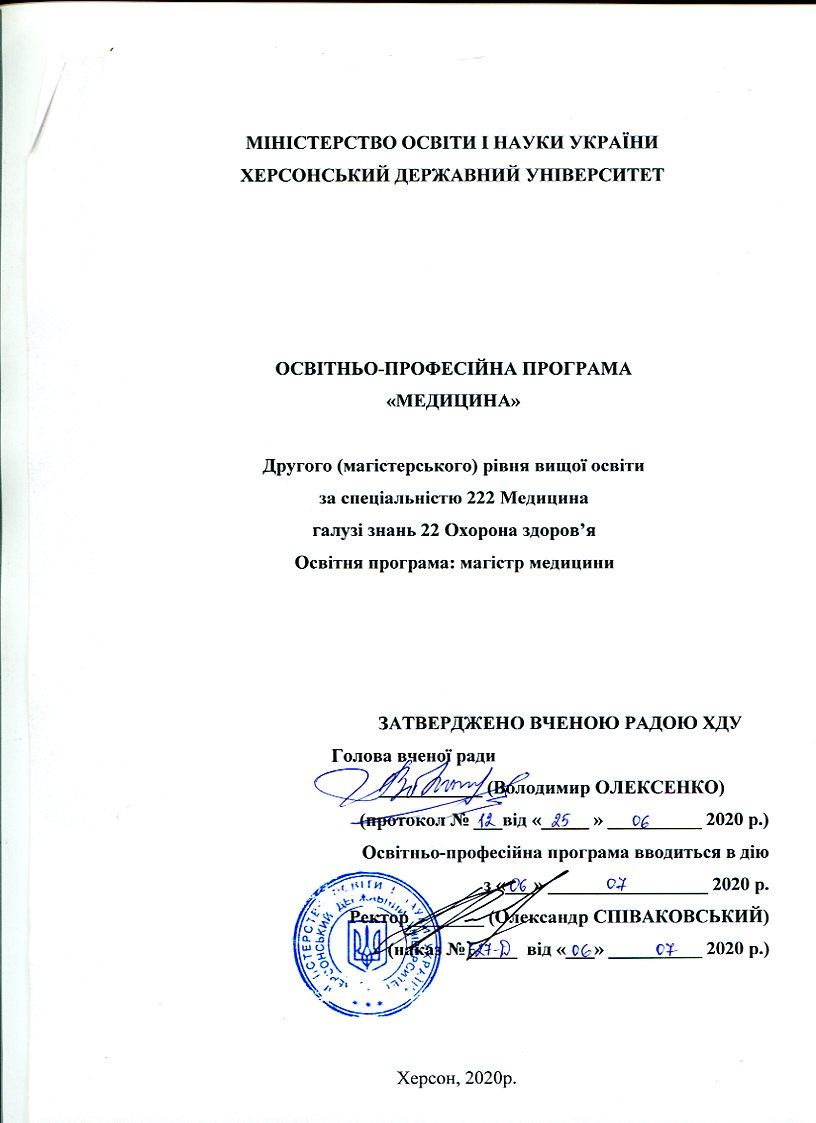 МІНІСТЕРСТВО ОСВІТИ І НАУКИ УКРАЇНИ
ХЕРСОНСЬКИЙ ДЕРЖАВНИЙ УНІВЕРСИТЕТ
ОСВІТНЬО-ПРОФЕСІЙНА ПРОГРАМА
«МЕДИЦИНА»
Другого (магістерського) рівня вищої освіти
за спеціальністю 222 Медицина
галузі знань 22 Охорона здоров’я
Освітня програма: магістр медицини
ЗАТВЕРДЖЕНО ВЧЕНОЮ РАДОЮ ХДУ
Голова вченої ради
(Володимир ОЛЕКСЕНКО)
(протокол № 12 від «25» 06 2020 р.)
Освітньо-професійна програма вводиться в дію
з «06» 07 2020 р.
Ректор (Олександр СПІВАКОВСЬКИЙ)
(наказ № 527-Д від «06» 07 2020 р.)
Херсон, 2020р.